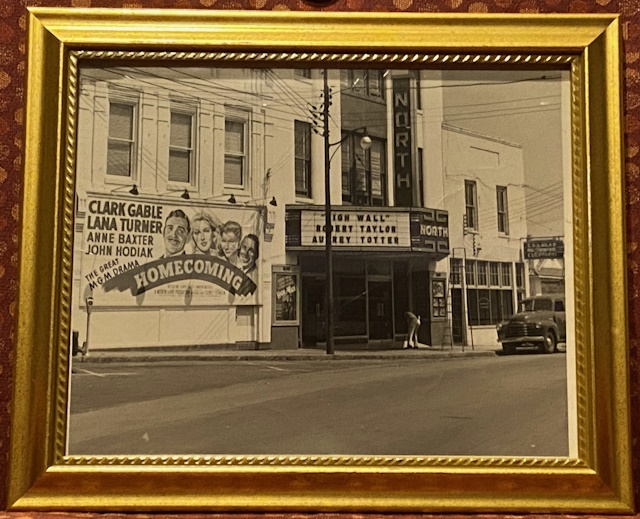 CLARK GABLE
LANA TURNER
ANNE BAXTER
JOHN HODIAK
THE GREAT
M-G-M DRAMA
HOMECOMING
NORTH
IGH WALL"
ROBERT TAYLOR
AUDREY TOTTER
NORTH